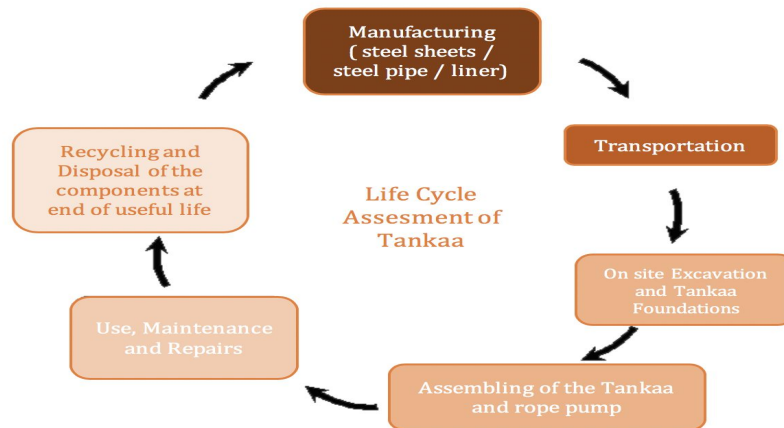 Manufacturing
( steel sheets /
steel pipe / liner)
Transportation
On site Excavation
and Tankaa
Foundations
Assembling of the Tankaa
and rope pump
Use, Maintenance
and Repairs
Recycling and
Disposal of the
components at
end of useful life
Life Cycle
Assesment of
Tankaa